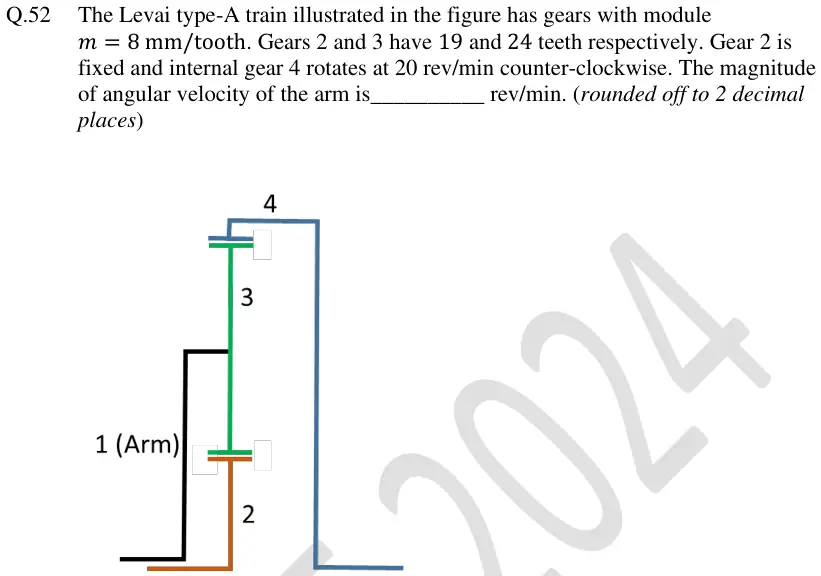 Q.52 The Levai type-A train illustrated in the figure has gears with module
m = 8 mm/tooth. Gears 2 and 3 have 19 and 24 teeth respectively. Gear 2 is
fixed and internal gear 4 rotates at 20 rev/min counter-clockwise. The magnitude
of angular velocity of the arm is__________ rev/min. (rounded off to 2 decimal
places)
4
3
1 (Arm)
2
2024